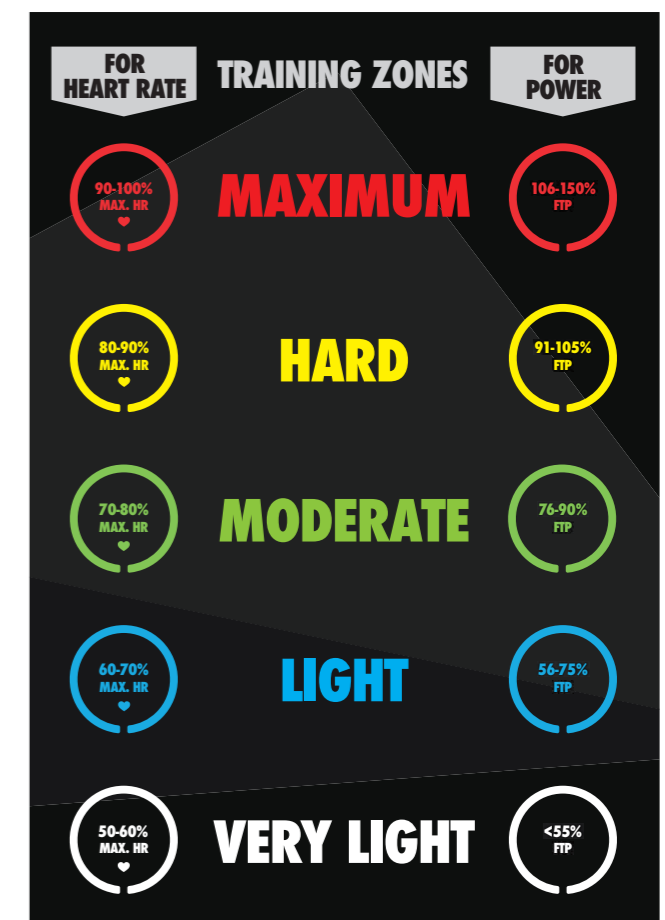 FOR
HEART RATE
TRAINING ZONES
FOR
POWER
90-100%
MAX. HR
MAXIMUM
106-150%
FTP
80-90%
MAX. HR
HARD
91-105%
FTP
70-80%
MAX. HR
MODERATE
76-90%
FTP
60-70%
MAX. HR
LIGHT
56-75%
FTP
50-60%
MAX. HR
VERY LIGHT
<55%
FTP